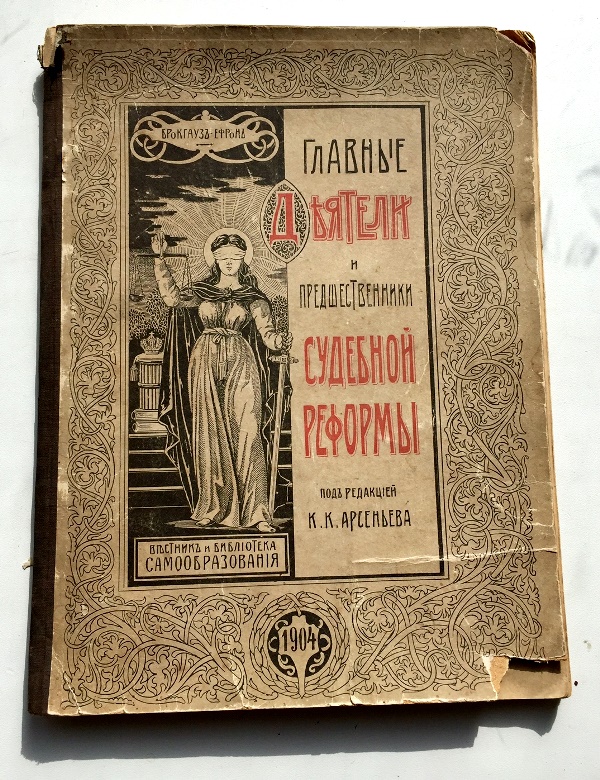 БРОКГАУЗЪ-ЕФРОНЪ
ГЛАВНЫЕ
ДѢЯТЕЛИ
и
ПРЕДШЕСТВЕННИКИ
СУДЕБНОЙ
РЕФОРМЫ
ПОДЪ РЕДАКЦІЕЙ
К. К. АРСЕНЬЕВА
ВѢСТНИКЪ и БИБЛІОТЕКА
САМООБРАЗОВАНІЯ
1904